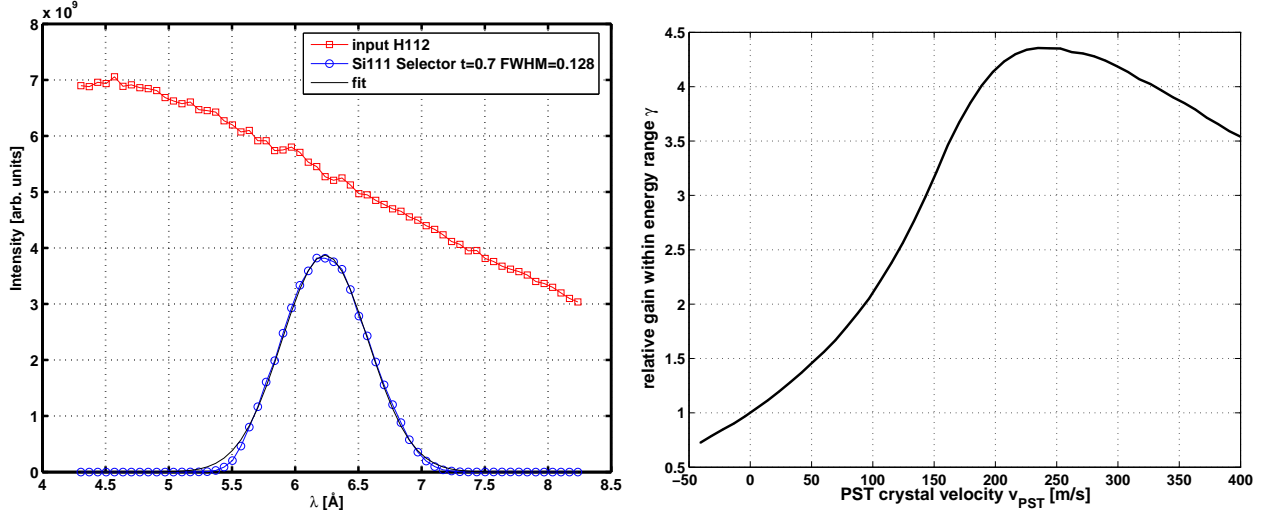 x 10^9
8
7
6
5
4
3
2
1
0
Intensity [arb. units]
input H112
Si111 Selector t=0.7 FWHM=0.128
fit
4 4.5 5 5.5 6 6.5 7 7.5 8 8.5
λ [Å]
4.5
4
3.5
3
2.5
2
1.5
1
0.5
relative gain within energy range γ
−50 0 50 100 150 200 250 300 350 400
PST crystal velocity v_PST [m/s]